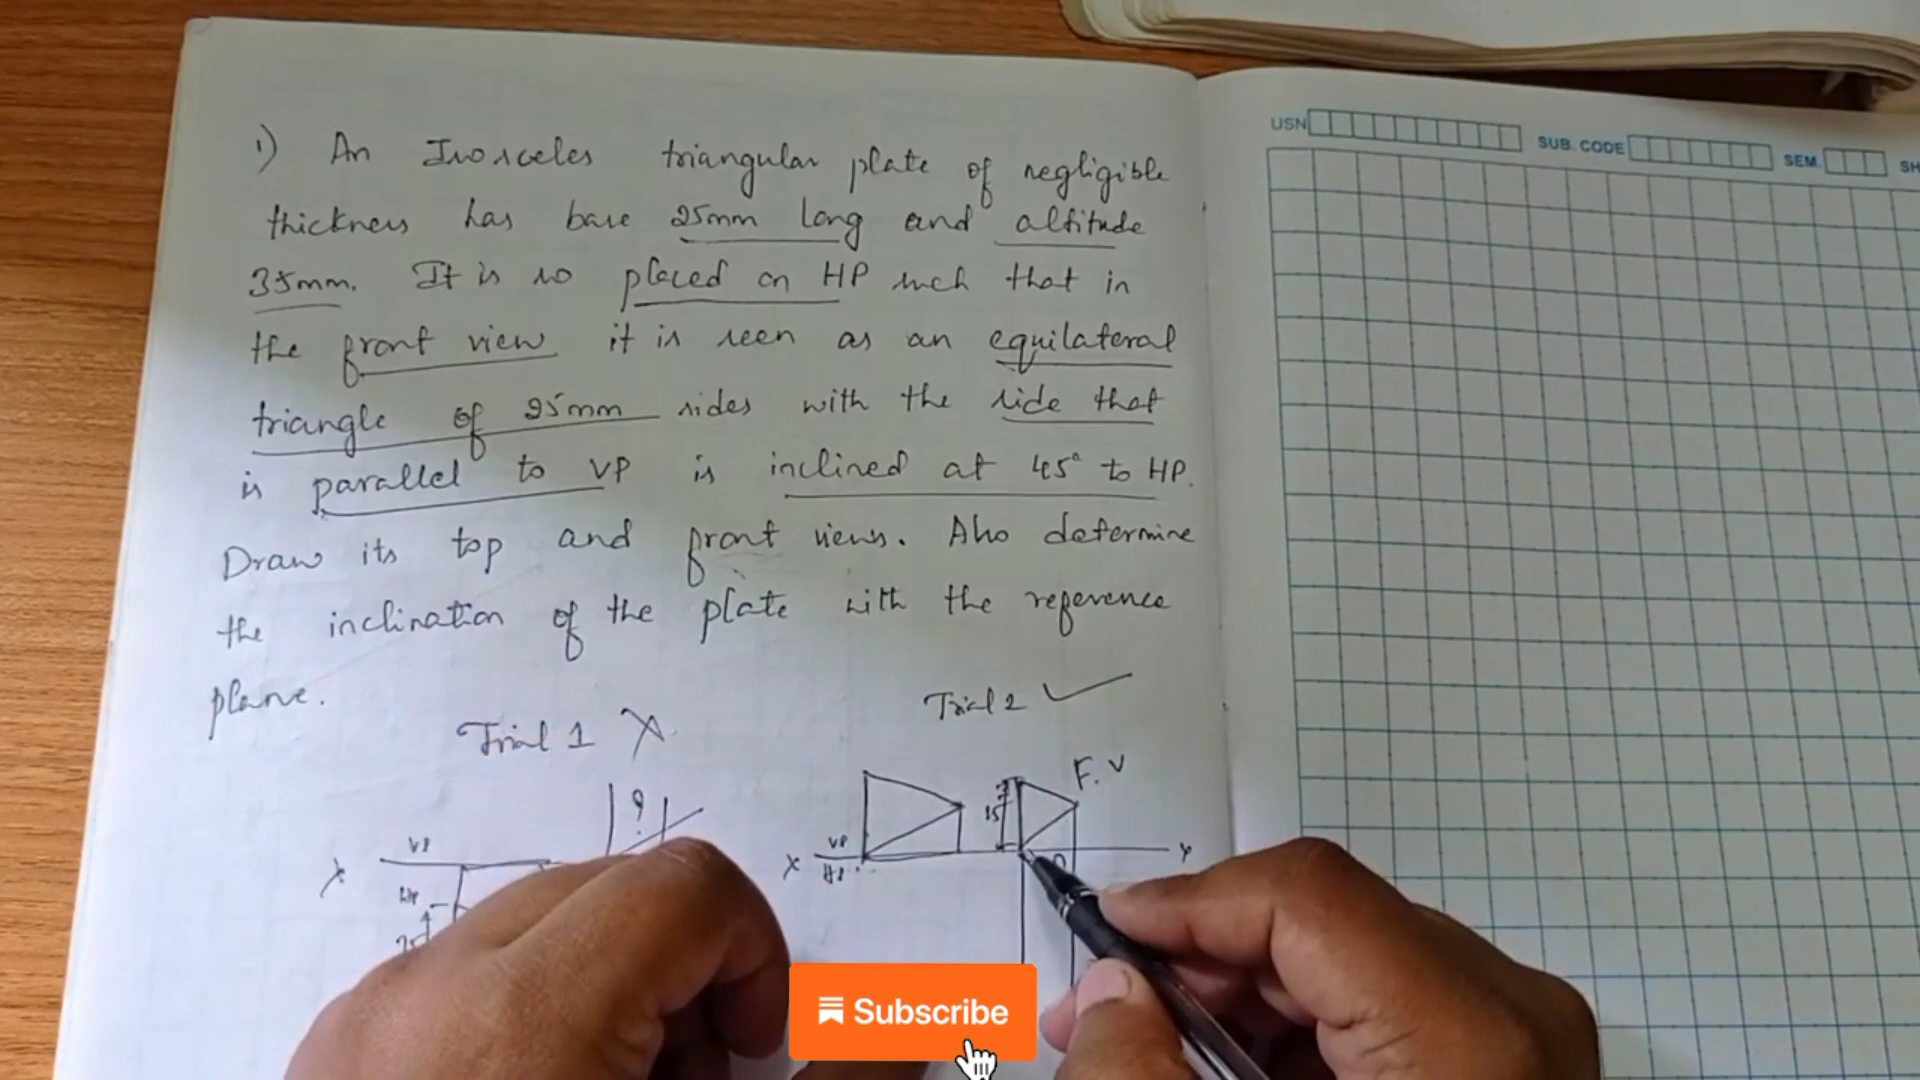 1) An Isosceles triangular plate of negligible
thickness has base 25mm long and altitude
35mm. It is so placed on HP such that in
the front view it is seen as an equilateral
triangle of 25mm sides with the side that
is parallel to VP is inclined at 45° to HP.
Draw its top and front views. Also determine
the inclination of the plate with the reference
plane.
Trial 1 X
Trial 2 ✓
F.V
?
VP
X
HP
25
VP
X
HP
Y
USN
SUB. CODE
SEM.
SH
Subscribe